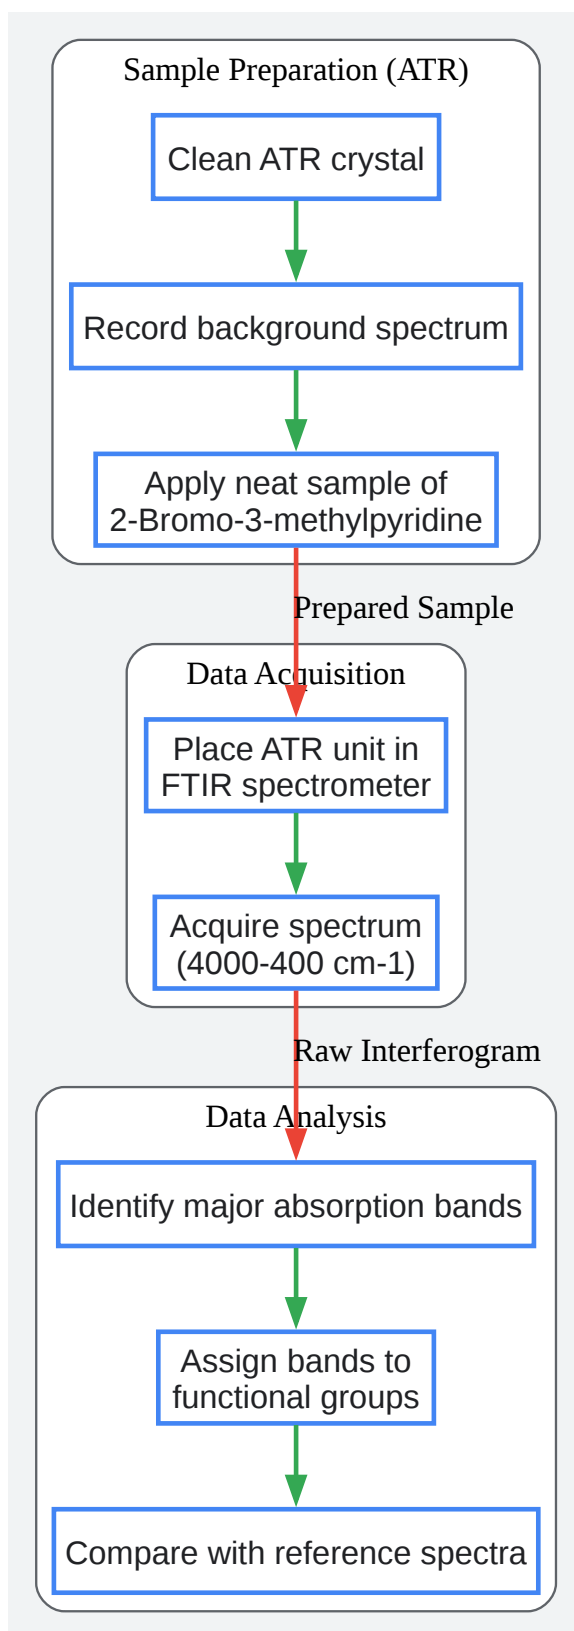 Sample Preparation (ATR)
Clean ATR crystal
Record background spectrum
Apply neat sample of
2-Bromo-3-methylpyridine
Prepared Sample
Data Acquisition
Place ATR unit in
FTIR spectrometer
Acquire spectrum
(4000-400 cm-1)
Raw Interferogram
Data Analysis
Identify major absorption bands
Assign bands to
functional groups
Compare with reference spectra